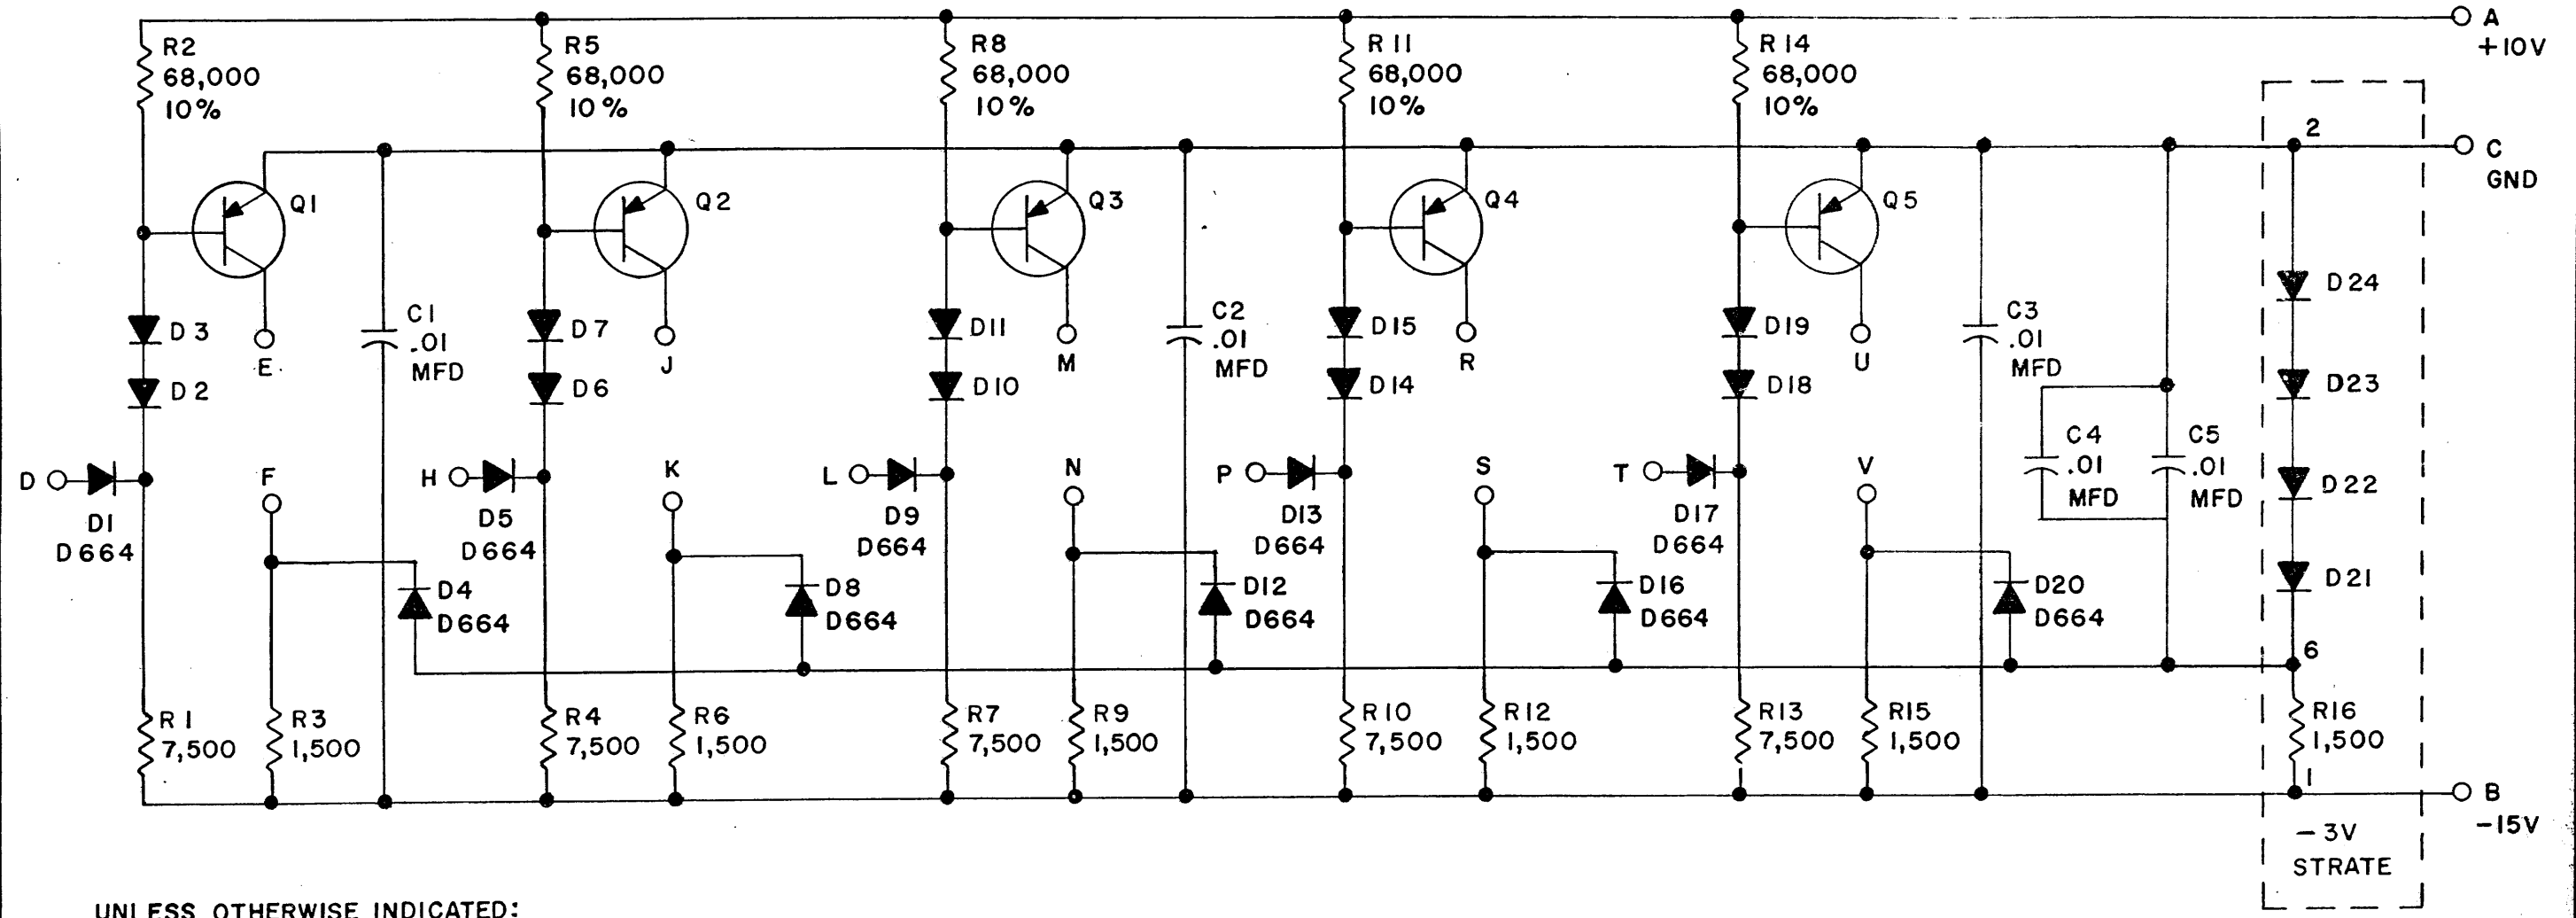 R2
68,000
10%
R5
68,000
10%
R8
68,000
10%
R11
68,000
10%
R14
68,000
10%
A
+10V
2
C
GND
Q1
Q2
Q3
Q4
Q5
D3
D2
E
C1
.01
MFD
D7
D6
J
D11
D10
M
C2
.01
MFD
D15
D14
R
D19
D18
U
C3
.01
MFD
D24
D23
D22
D21
C4
.01
MFD
C5
.01
MFD
D
D1
D664
F
H
D5
D664
K
L
D9
D664
N
P
D13
D664
S
T
D17
D664
V
D4
D664
D8
D664
D12
D664
D16
D664
D20
D664
6
R1
7,500
R3
1,500
R4
7,500
R6
1,500
R7
7,500
R9
1,500
R10
7,500
R12
1,500
R13
7,500
R15
1,500
R16
1,500
1
B
-15V
-3V
STRATE
UNLESS OTHERWISE INDICATED: